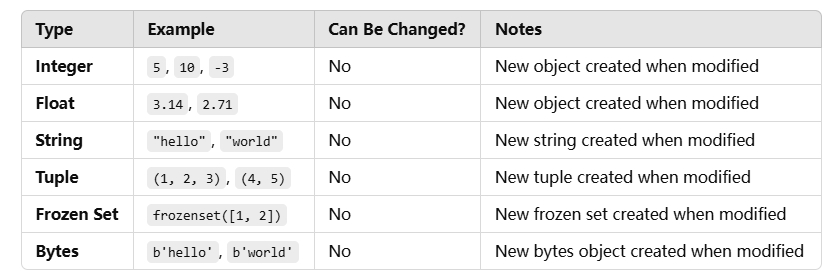 Type Example Can Be Changed? Notes
Integer 5, 10, -3 No New object created when modified
Float 3.14, 2.71 No New object created when modified
String "hello", "world" No New string created when modified
Tuple (1, 2, 3), (4, 5) No New tuple created when modified
Frozen Set frozenset([1, 2]) No New frozen set created when modified
Bytes b'hello', b'world' No New bytes object created when modified